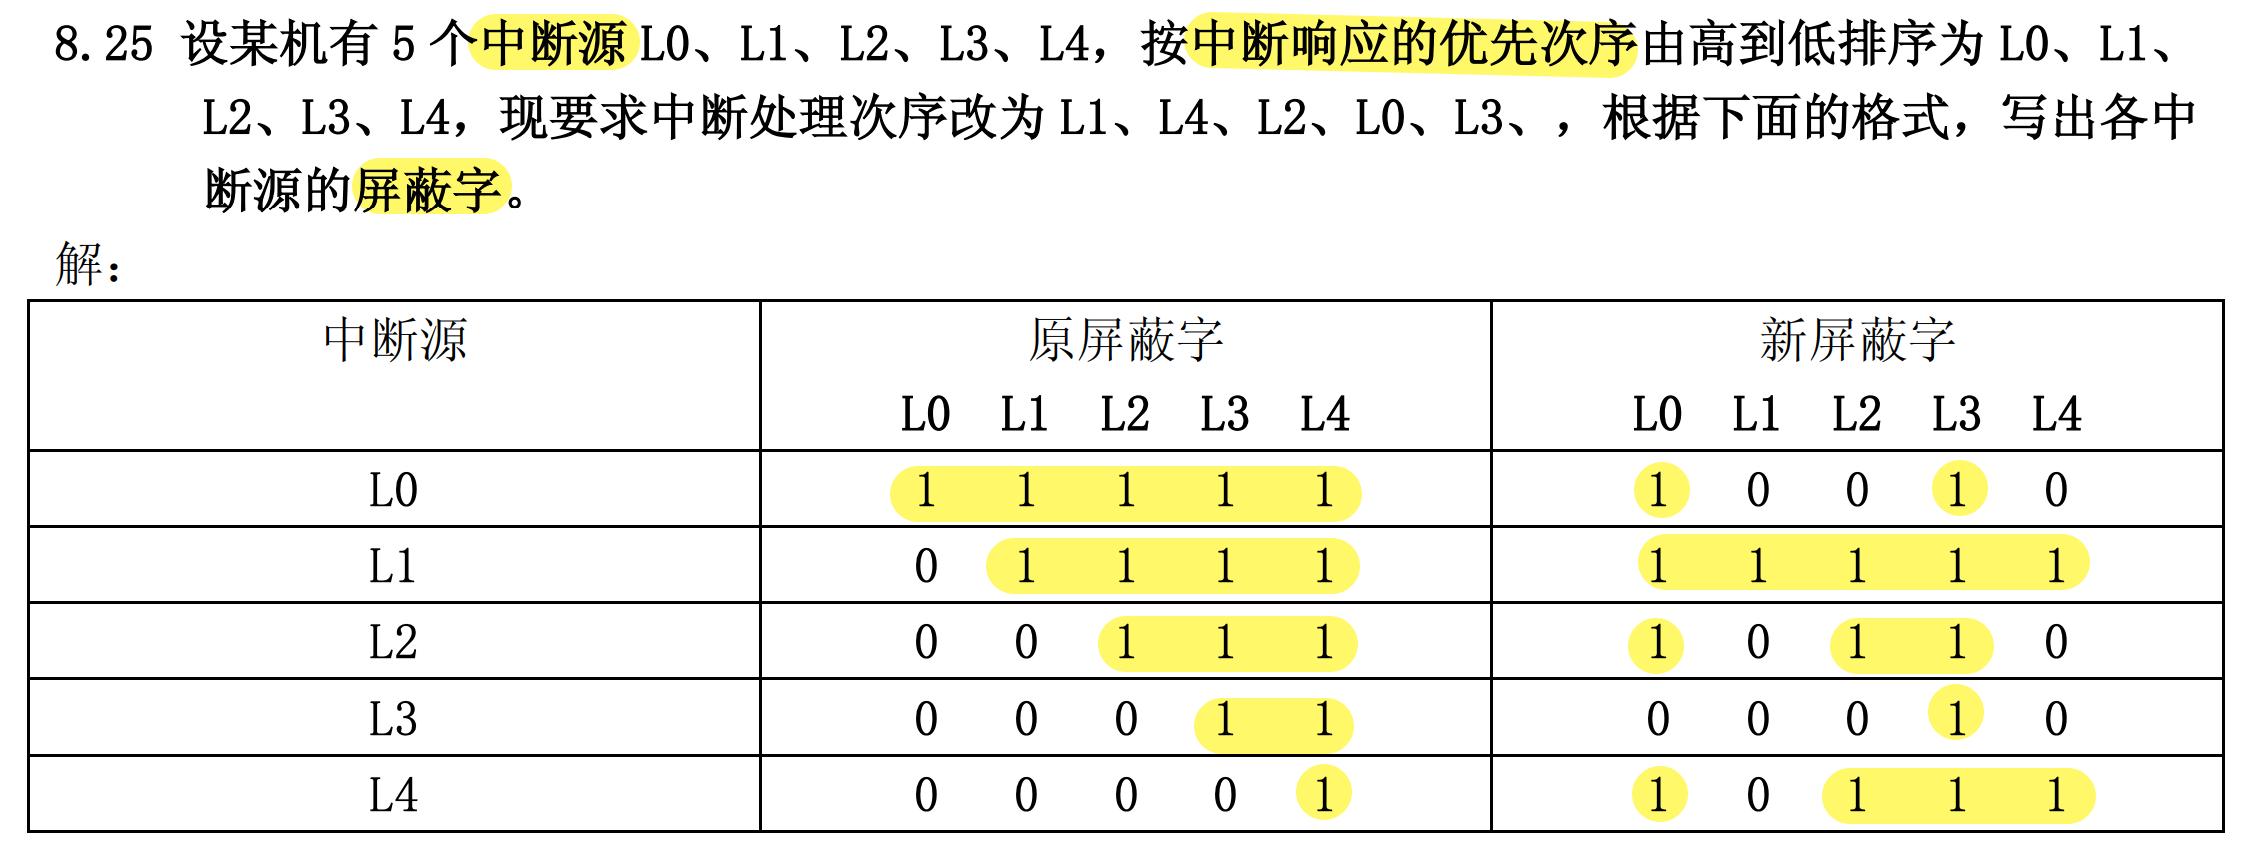 8.25 设某机有 5 个中断源 L0、L1、L2、L3、L4，按中断响应的优先次序由高到低排序为 L0、L1、
L2、L3、L4，现要求中断处理次序改为 L1、L4、L2、L0、L3、，根据下面的格式，写出各中
断源的屏蔽字。
解：
中断源 原屏蔽字 新屏蔽字
L0 L1 L2 L3 L4 L0 L1 L2 L3 L4
L0 1 1 1 1 1 1 0 0 1 0
L1 0 1 1 1 1 1 1 1 1 1
L2 0 0 1 1 1 1 0 1 1 0
L3 0 0 0 1 1 0 0 0 1 0
L4 0 0 0 0 1 1 0 1 1 1